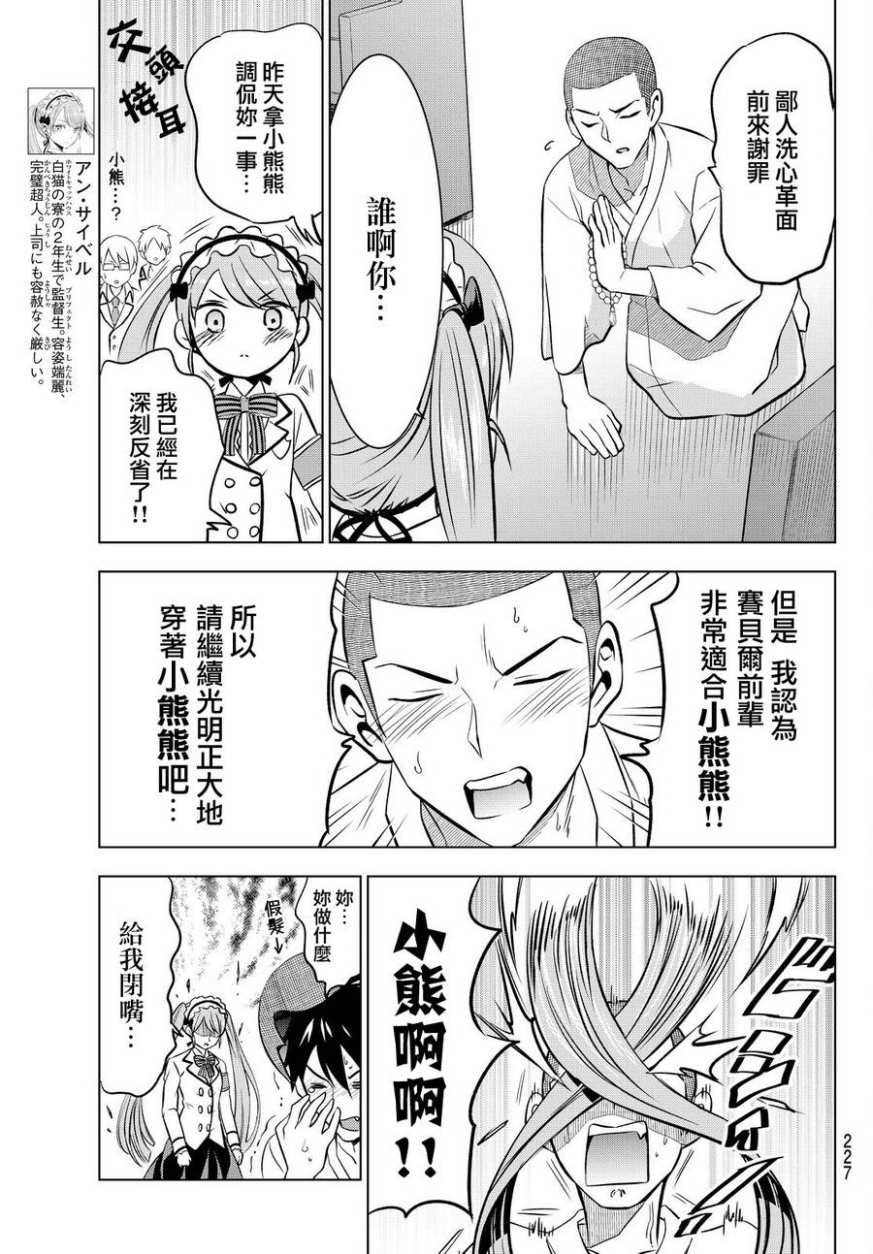 鄙人洗心革面
前來謝罪
誰啊你…
昨天拿小熊熊
調侃妳一事…
交頭
接耳
小熊…？
我已經在
深刻反省了!!
アン・サイベル
白猫の寮の2年生で監督生。容姿端麗、
完璧超人。上司にも容赦なく厳しい。
但是 我認為
賽貝爾前輩
非常適合小熊熊!!
所以
請繼續光明正大地
穿著小熊熊吧…
小熊啊啊!!
妳…
妳做什麼
假髮→
給我閉嘴…
227